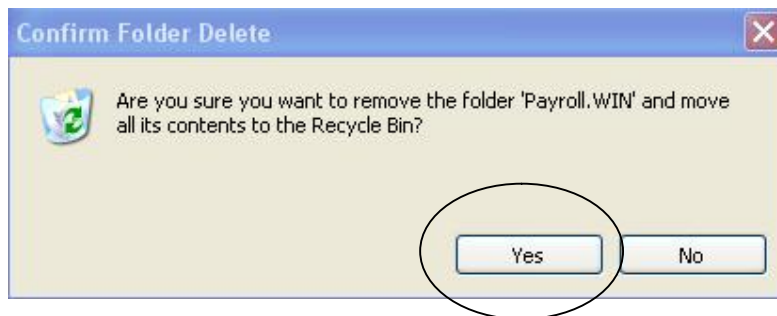 Confirm Folder Delete
Are you sure you want to remove the folder 'Payroll.WIN' and move
all its contents to the Recycle Bin?
Yes
No